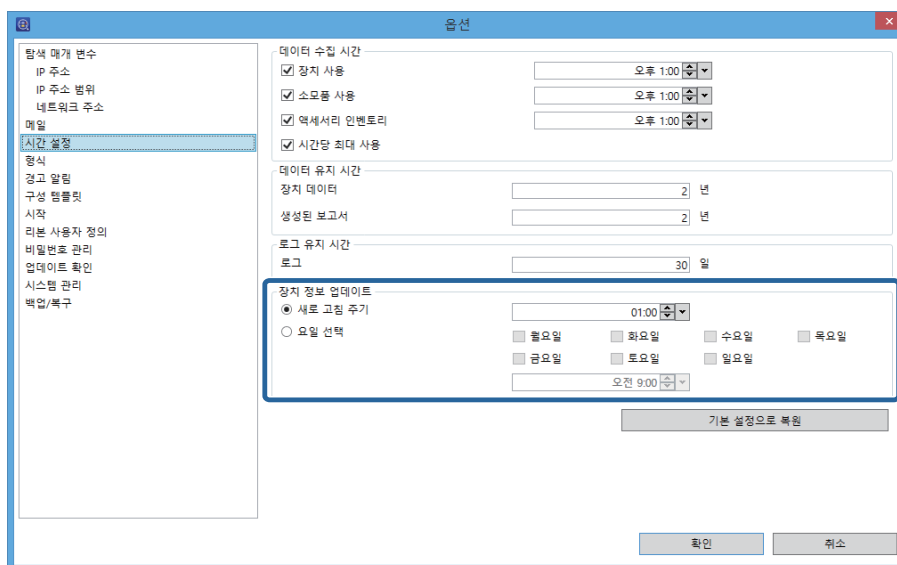 옵션
탐색 매개 변수
IP 주소
IP 주소 범위
네트워크 주소
메일
시간 설정
형식
경고 알림
구성 템플릿
시작
리본 사용자 정의
비밀번호 관리
업데이트 확인
시스템 관리
백업/복구
데이터 수집 시간
장치 사용 오후 1:00
소모품 사용 오후 1:00
액세서리 인벤토리 오후 1:00
시간당 최대 사용
데이터 유지 시간
장치 데이터 2 년
생성된 보고서 2 년
로그 유지 시간
로그 30 일
장치 정보 업데이트
새로 고침 주기 01:00
요일 선택 월요일 화요일 수요일 목요일
금요일 토요일 일요일
오전 9:00
기본 설정으로 복원
확인 취소